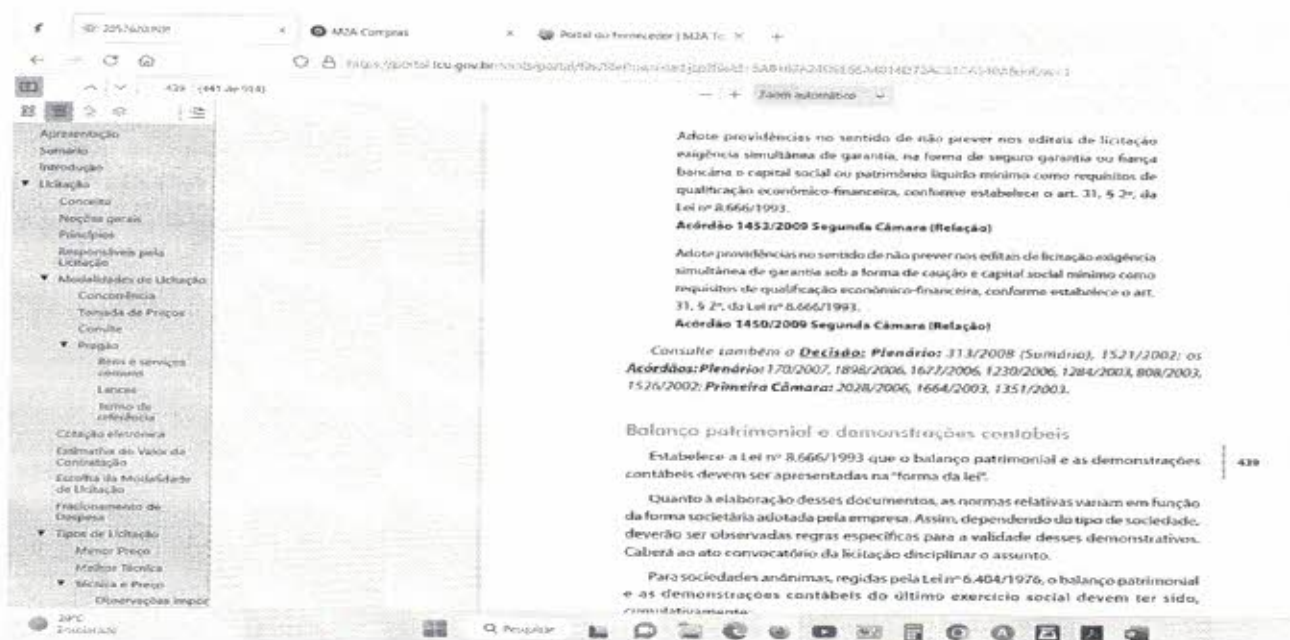 M2A Compras
Portal do fornecedor | M2A Te
439 (441 de 914)
Zoom automático
Apresentação
Sumário
Introdução
Licitação
Conceito
Noções gerais
Princípios
Responsáveis pela
Licitação
Modalidades de Licitação
Concorrência
Tomada de Preços
Convite
Pregão
Bens e serviços
comuns
Lances
Termo de
referência
Cotação eletrônica
Estimativa do Valor da
Contratação
Escolha da Modalidade
de Licitação
Fracionamento de
Despesa
Tipos de Licitação
Menor Preço
Melhor Técnica
Técnica e Preço
Observações impor
Adote providências no sentido de não prever nos editais de licitação
exigência simultânea de garantia, na forma de seguro garantia ou fiança
bancária e capital social ou patrimônio líquido mínimo como requisitos de
qualificação econômico-financeira, conforme estabelece o art. 31, § 2º, da
Lei nº 8.666/1993.
Acórdão 1453/2009 Segunda Câmara (Relação)
Adote providências no sentido de não prever nos editais de licitação exigência
simultânea de garantia sob a forma de caução e capital social mínimo como
requisitos de qualificação econômico-financeira, conforme estabelece o art.
31, § 2º, da Lei nº 8.666/1993.
Acórdão 1450/2009 Segunda Câmara (Relação)
Consulte também a Decisão: Plenário: 313/2008 (Sumário), 1521/2002; os
Acórdãos: Plenário: 170/2007, 1898/2006, 1677/2006, 1230/2006, 1284/2003, 808/2003,
1526/2002; Primeira Câmara: 2028/2006, 1664/2003, 1351/2003.
Balanço patrimonial e demonstrações contábeis
Estabelece a Lei nº 8.666/1993 que o balanço patrimonial e as demonstrações
contábeis devem ser apresentadas na "forma da lei".
439
Quanto à elaboração desses documentos, as normas relativas variam em função
da forma societária adotada pela empresa. Assim, dependendo do tipo de sociedade,
deverão ser observadas regras específicas para a validade desses demonstrativos.
Caberá ao ato convocatório da licitação disciplinar o assunto.
Para sociedades anônimas, regidas pela Lei nº 6.404/1976, o balanço patrimonial
e as demonstrações contábeis do último exercício social devem ter sido,
cumulativamente:
Pesquisar